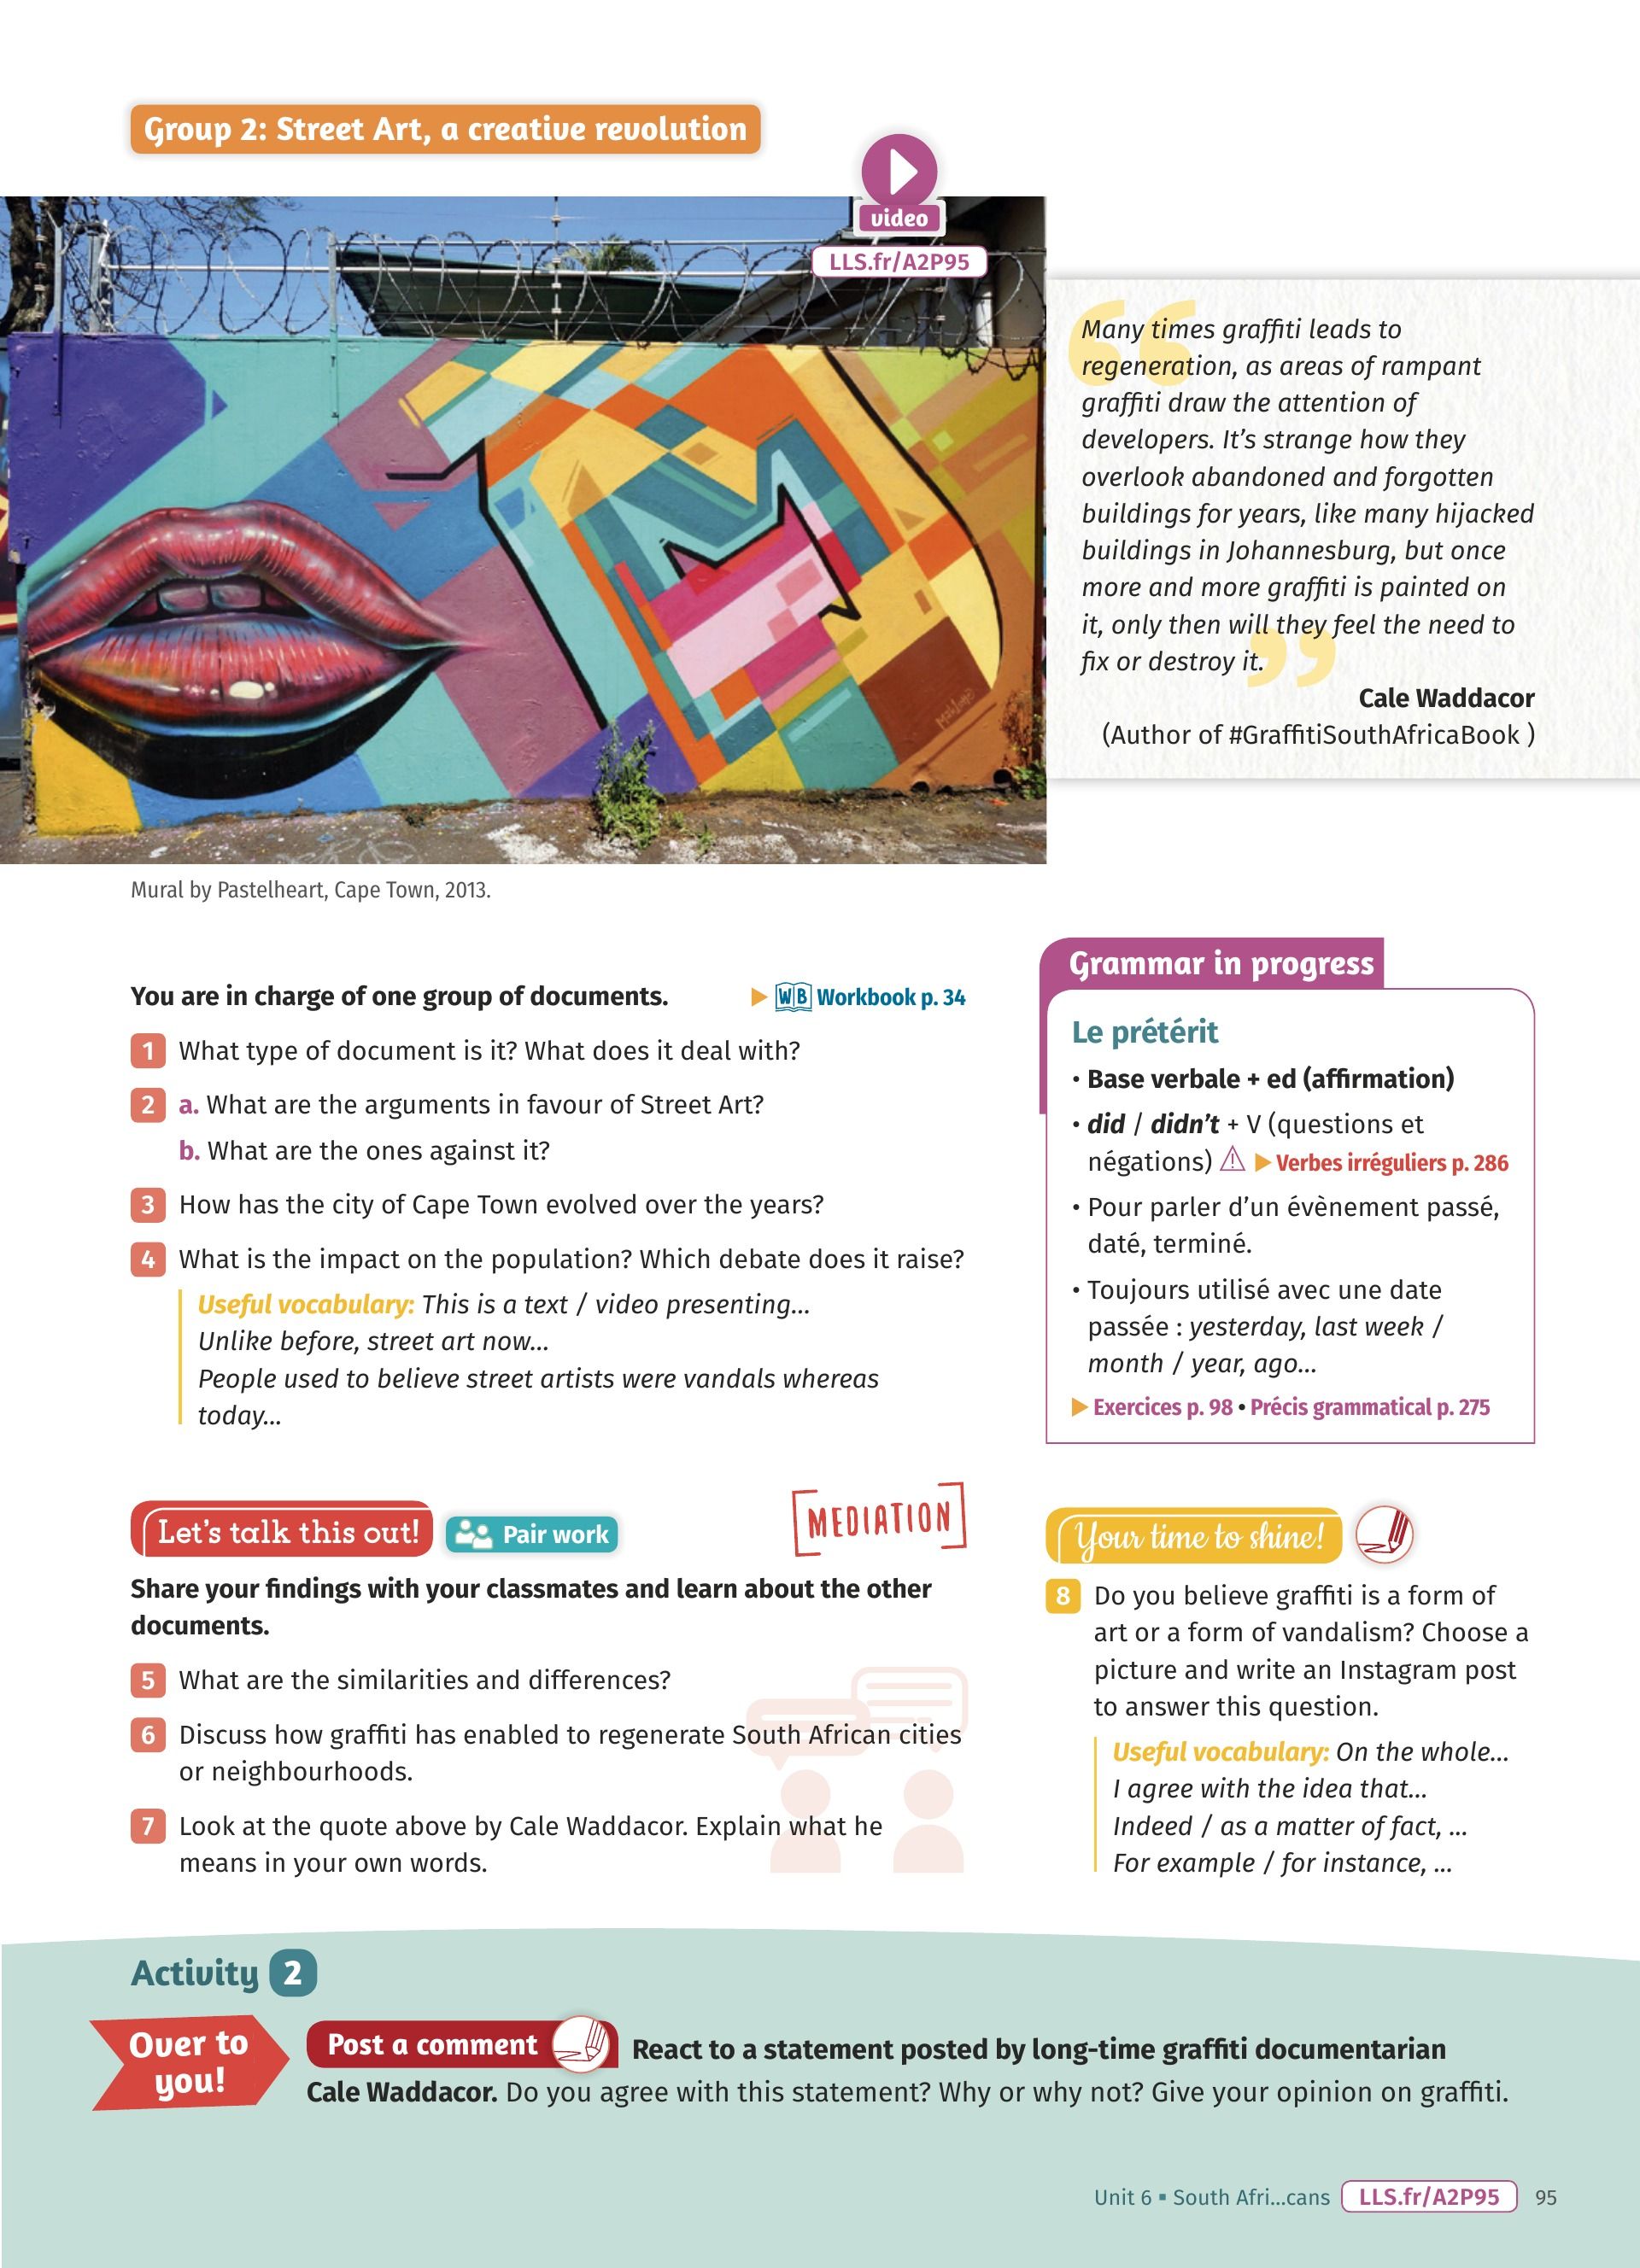 Group 2: Street Art, a creative revolution
video
LLS.fr/A2P95
“
Many times graffiti leads to
regeneration, as areas of rampant
graffiti draw the attention of
developers. It’s strange how they
overlook abandoned and forgotten
buildings for years, like many hijacked
buildings in Johannesburg, but once
more and more graffiti is painted on
it, only then will they feel the need to
fix or destroy it.
”
Cale Waddacor
(Author of #GraffitiSouthAfricaBook )
Mural by Pastelheart, Cape Town, 2013.
You are in charge of one group of documents.
▶ WB Workbook p. 34
1 What type of document is it? What does it deal with?
2 a. What are the arguments in favour of Street Art?
b. What are the ones against it?
3 How has the city of Cape Town evolved over the years?
4 What is the impact on the population? Which debate does it raise?
Useful vocabulary: This is a text / video presenting…
Unlike before, street art now…
People used to believe street artists were vandals whereas
today…
Grammar in progress
Le prétérit
• Base verbale + ed (affirmation)
• did / didn’t + V (questions et
négations) ⚠ ▶ Verbes irréguliers p. 286
• Pour parler d’un évènement passé,
daté, terminé.
• Toujours utilisé avec une date
passée : yesterday, last week /
month / year, ago…
▶ Exercices p. 98 • Précis grammatical p. 275
Let’s talk this out!
Pair work
[MEDIATION]
Share your findings with your classmates and learn about the other
documents.
5 What are the similarities and differences?
6 Discuss how graffiti has enabled to regenerate South African cities
or neighbourhoods.
7 Look at the quote above by Cale Waddacor. Explain what he
means in your own words.
Your time to shine!
8 Do you believe graffiti is a form of
art or a form of vandalism? Choose a
picture and write an Instagram post
to answer this question.
Useful vocabulary: On the whole…
I agree with the idea that…
Indeed / as a matter of fact, …
For example / for instance, …
Activity 2
Over to
you!
Post a comment
React to a statement posted by long-time graffiti documentarian
Cale Waddacor. Do you agree with this statement? Why or why not? Give your opinion on graffiti.
Unit 6 ▪ South Afri…cans
LLS.fr/A2P95
95